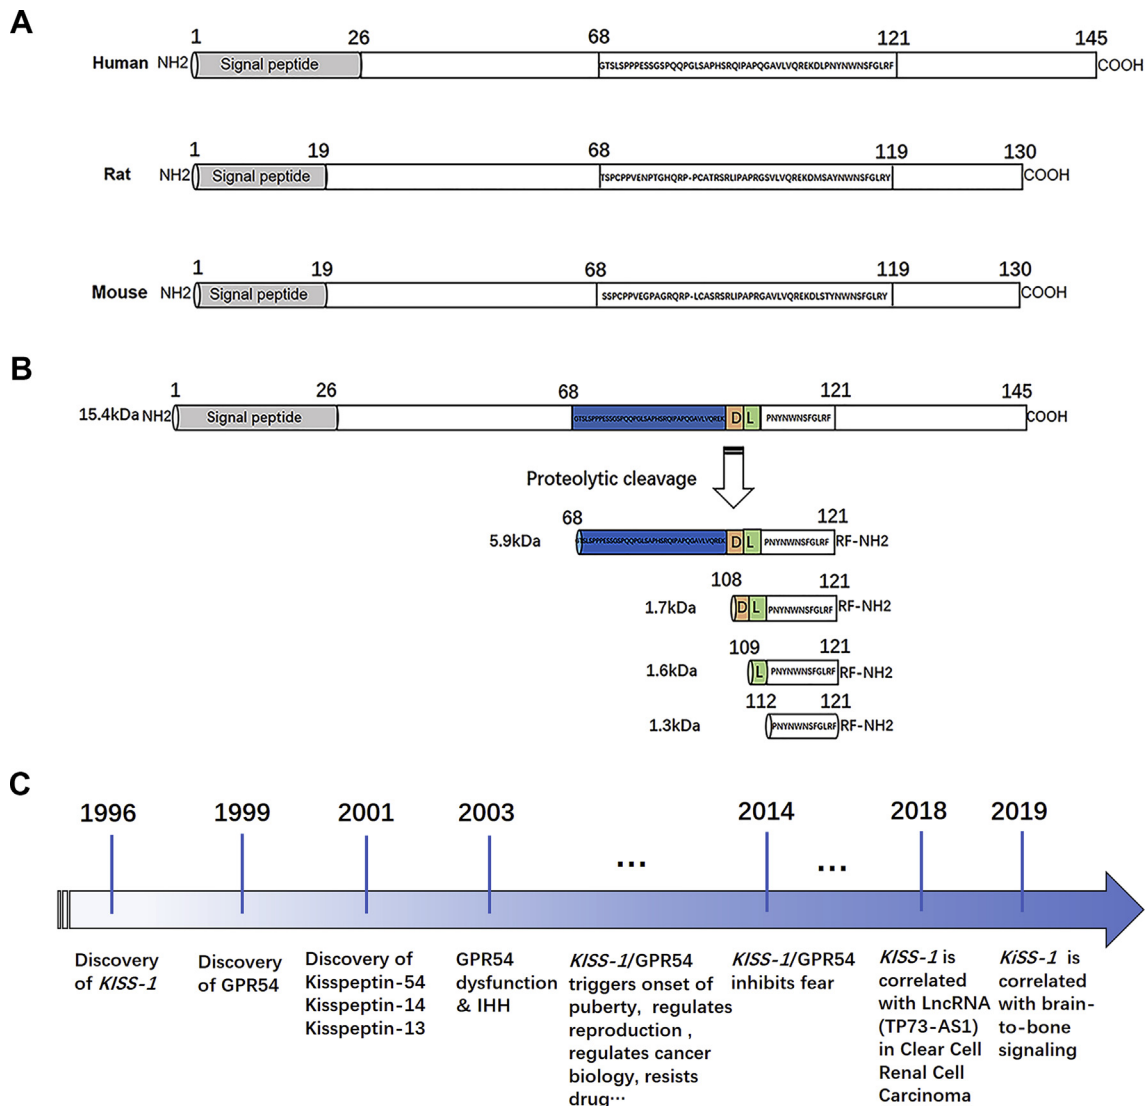 A
1 26 68 121 145
Human NH2 Signal peptide GTSLSPPPESSGSPQQPGLSAPHSRQIPAPQGAVLVQREKDLPNYNWNSFGLRF COOH
1 19 68 119 130
Rat NH2 Signal peptide TSPCPPVENPTGHQRP-PCATRSRLIPAPRGSVLVQREKDMSAYNWNSFGLRY COOH
1 19 68 119 130
Mouse NH2 Signal peptide SSPCPPVEGPAGRQRP-LCASRSRLIPAPRGAVLVQREKDLSTYNWNSFGLRY COOH
B
1 26 68 121 145
15.4kDa NH2 Signal peptide GTSLSPPPESSGSPQQPGLSAPHSRQIPAPQGAVLVQREK D L PNYNWNSFGLRF COOH
Proteolytic cleavage
68 121
5.9kDa GTSLSPPPESSGSPQQPGLSAPHSRQIPAPQGAVLVQREK D L PNYNWNSFGLRF RF-NH2
108 121
1.7kDa D L PNYNWNSFGLRF RF-NH2
109 121
1.6kDa L PNYNWNSFGLRF RF-NH2
112 121
1.3kDa PNYNWNSFGLRF RF-NH2
C
1996 1999 2001 2003 ... 2014 ... 2018 2019
Discovery
of KISS-1
Discovery
of GPR54
Discovery of
Kisspeptin-54
Kisspeptin-14
Kisspeptin-13
GPR54
dysfunction
& IHH
KISS-1/GPR54
triggers onset of
puberty, regulates
reproduction ,
regulates cancer
biology, resists
drug···
KISS-1/GPR54
inhibits fear
KISS-1 is
correlated
with LncRNA
(TP73-AS1)
in Clear Cell
Renal Cell
Carcinoma
KiSS-1 is
correlated
with brain-
to-bone
signaling